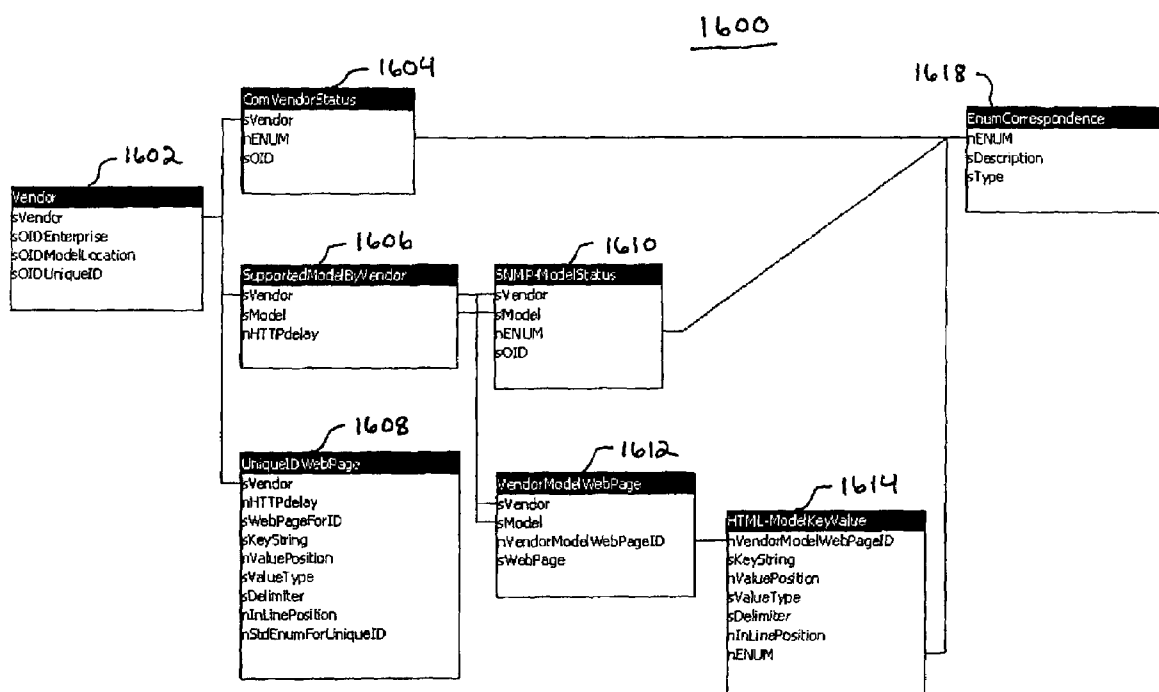 1600
1604
ComVendorStatus
sVendor
nENUM
sOID
1618
EnumCorrespondence
nENUM
sDescription
sType
1602
Vendor
sVendor
sOIDEnterprise
sOIDModelLocation
sOIDUniqueID
1606
SupportedModelByVendor
sVendor
sModel
nHTTPdelay
1610
SNMP-ModelStatus
sVendor
sModel
nENUM
sOID
1608
UniqueIDWebPage
sVendor
nHTTPdelay
sWebPageForID
sKeyString
nValuePosition
sValueType
sDelimiter
nInLinePosition
nStdEnumForUniqueID
1612
VendorModelWebPage
sVendor
sModel
nVendorModelWebPageID
sWebPage
1614
HTML-ModelKeyValue
nVendorModelWebPageID
sKeyString
nValuePosition
sValueType
sDelimiter
nInLinePosition
nENUM